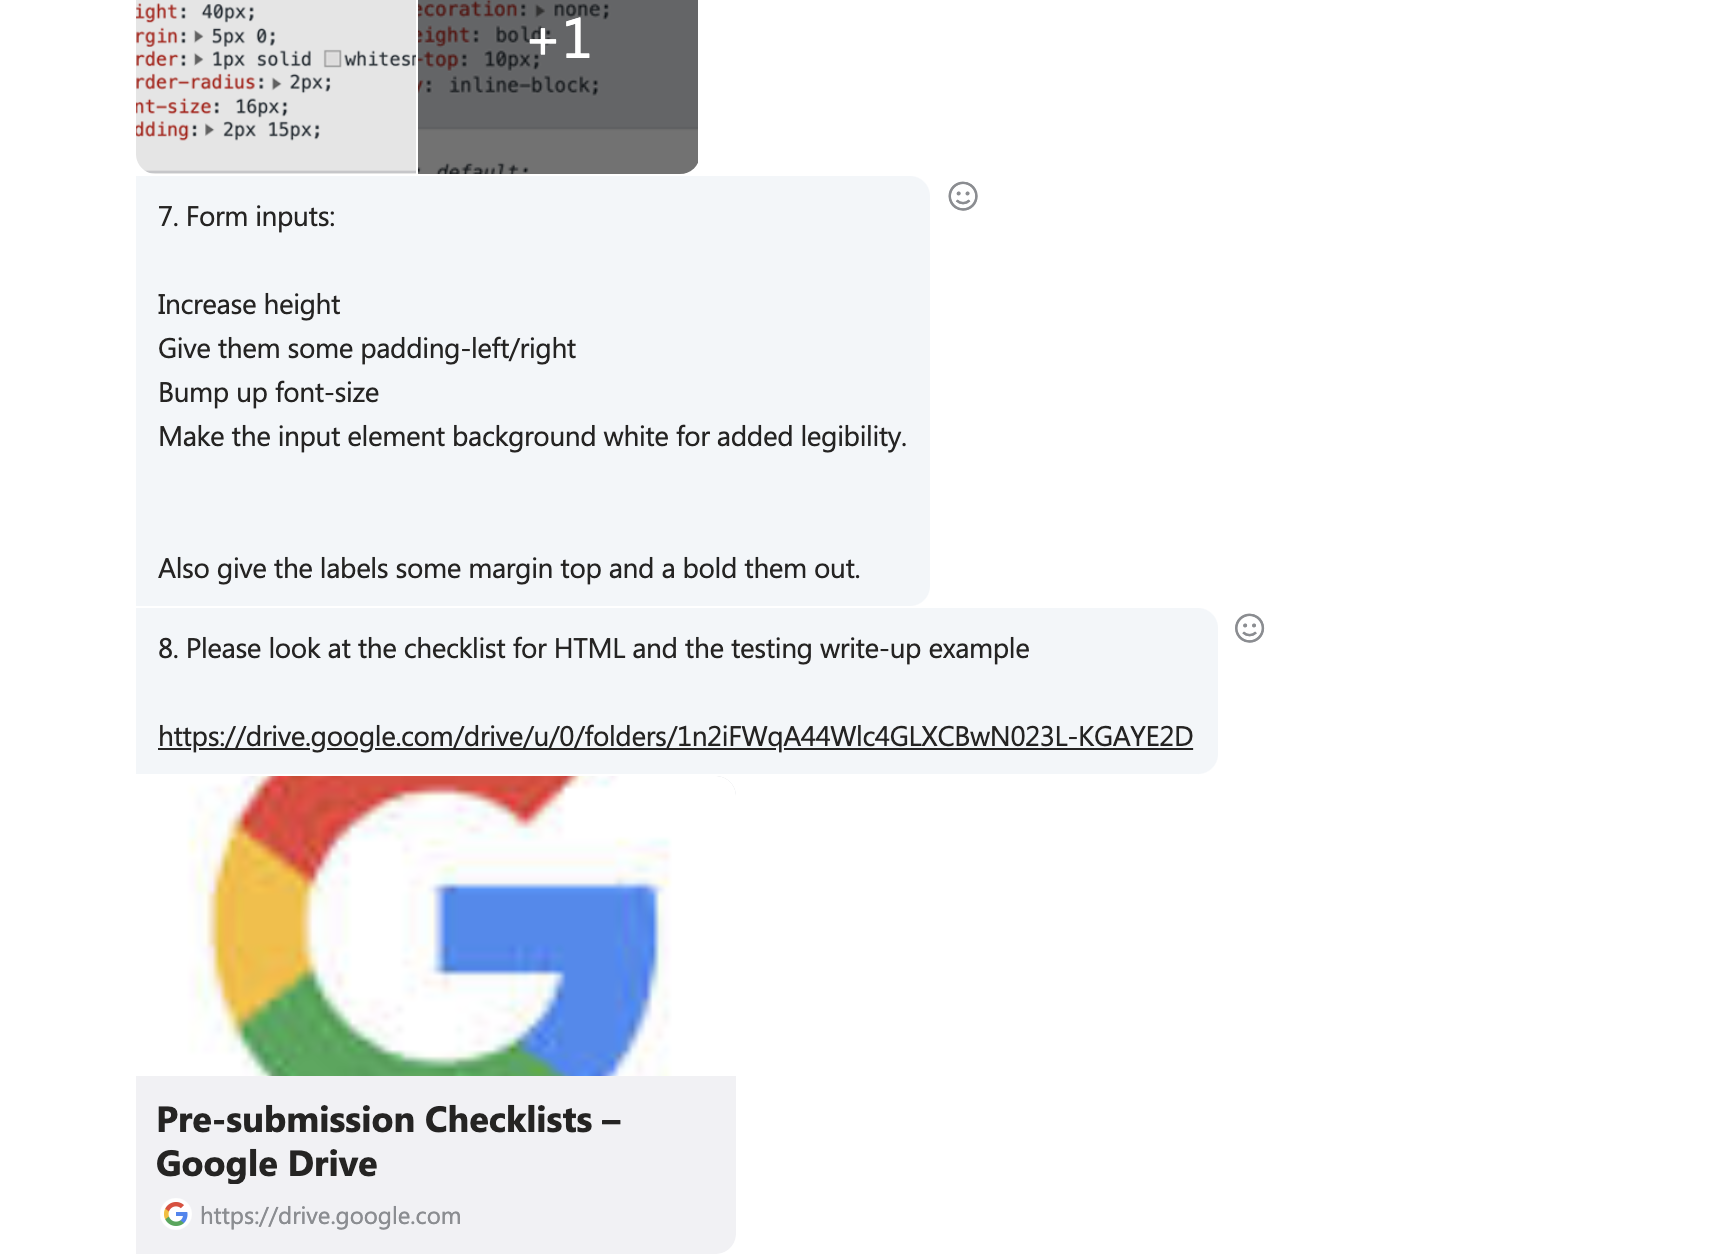 ight: 40px;
rgin: 5px 0;
rder: 1px solid whitesm
rder-radius: 2px;
nt-size: 16px;
dding: 2px 15px;
ecoration: none;
eight: bold;
-top: 10px;
y: inline-block;
default;
+1
7. Form inputs:
Increase height
Give them some padding-left/right
Bump up font-size
Make the input element background white for added legibility.
Also give the labels some margin top and a bold them out.
8. Please look at the checklist for HTML and the testing write-up example
https://drive.google.com/drive/u/0/folders/1n2iFWqA44Wlc4GLXCBwN023L-KGAYE2D
Pre-submission Checklists –
Google Drive
https://drive.google.com